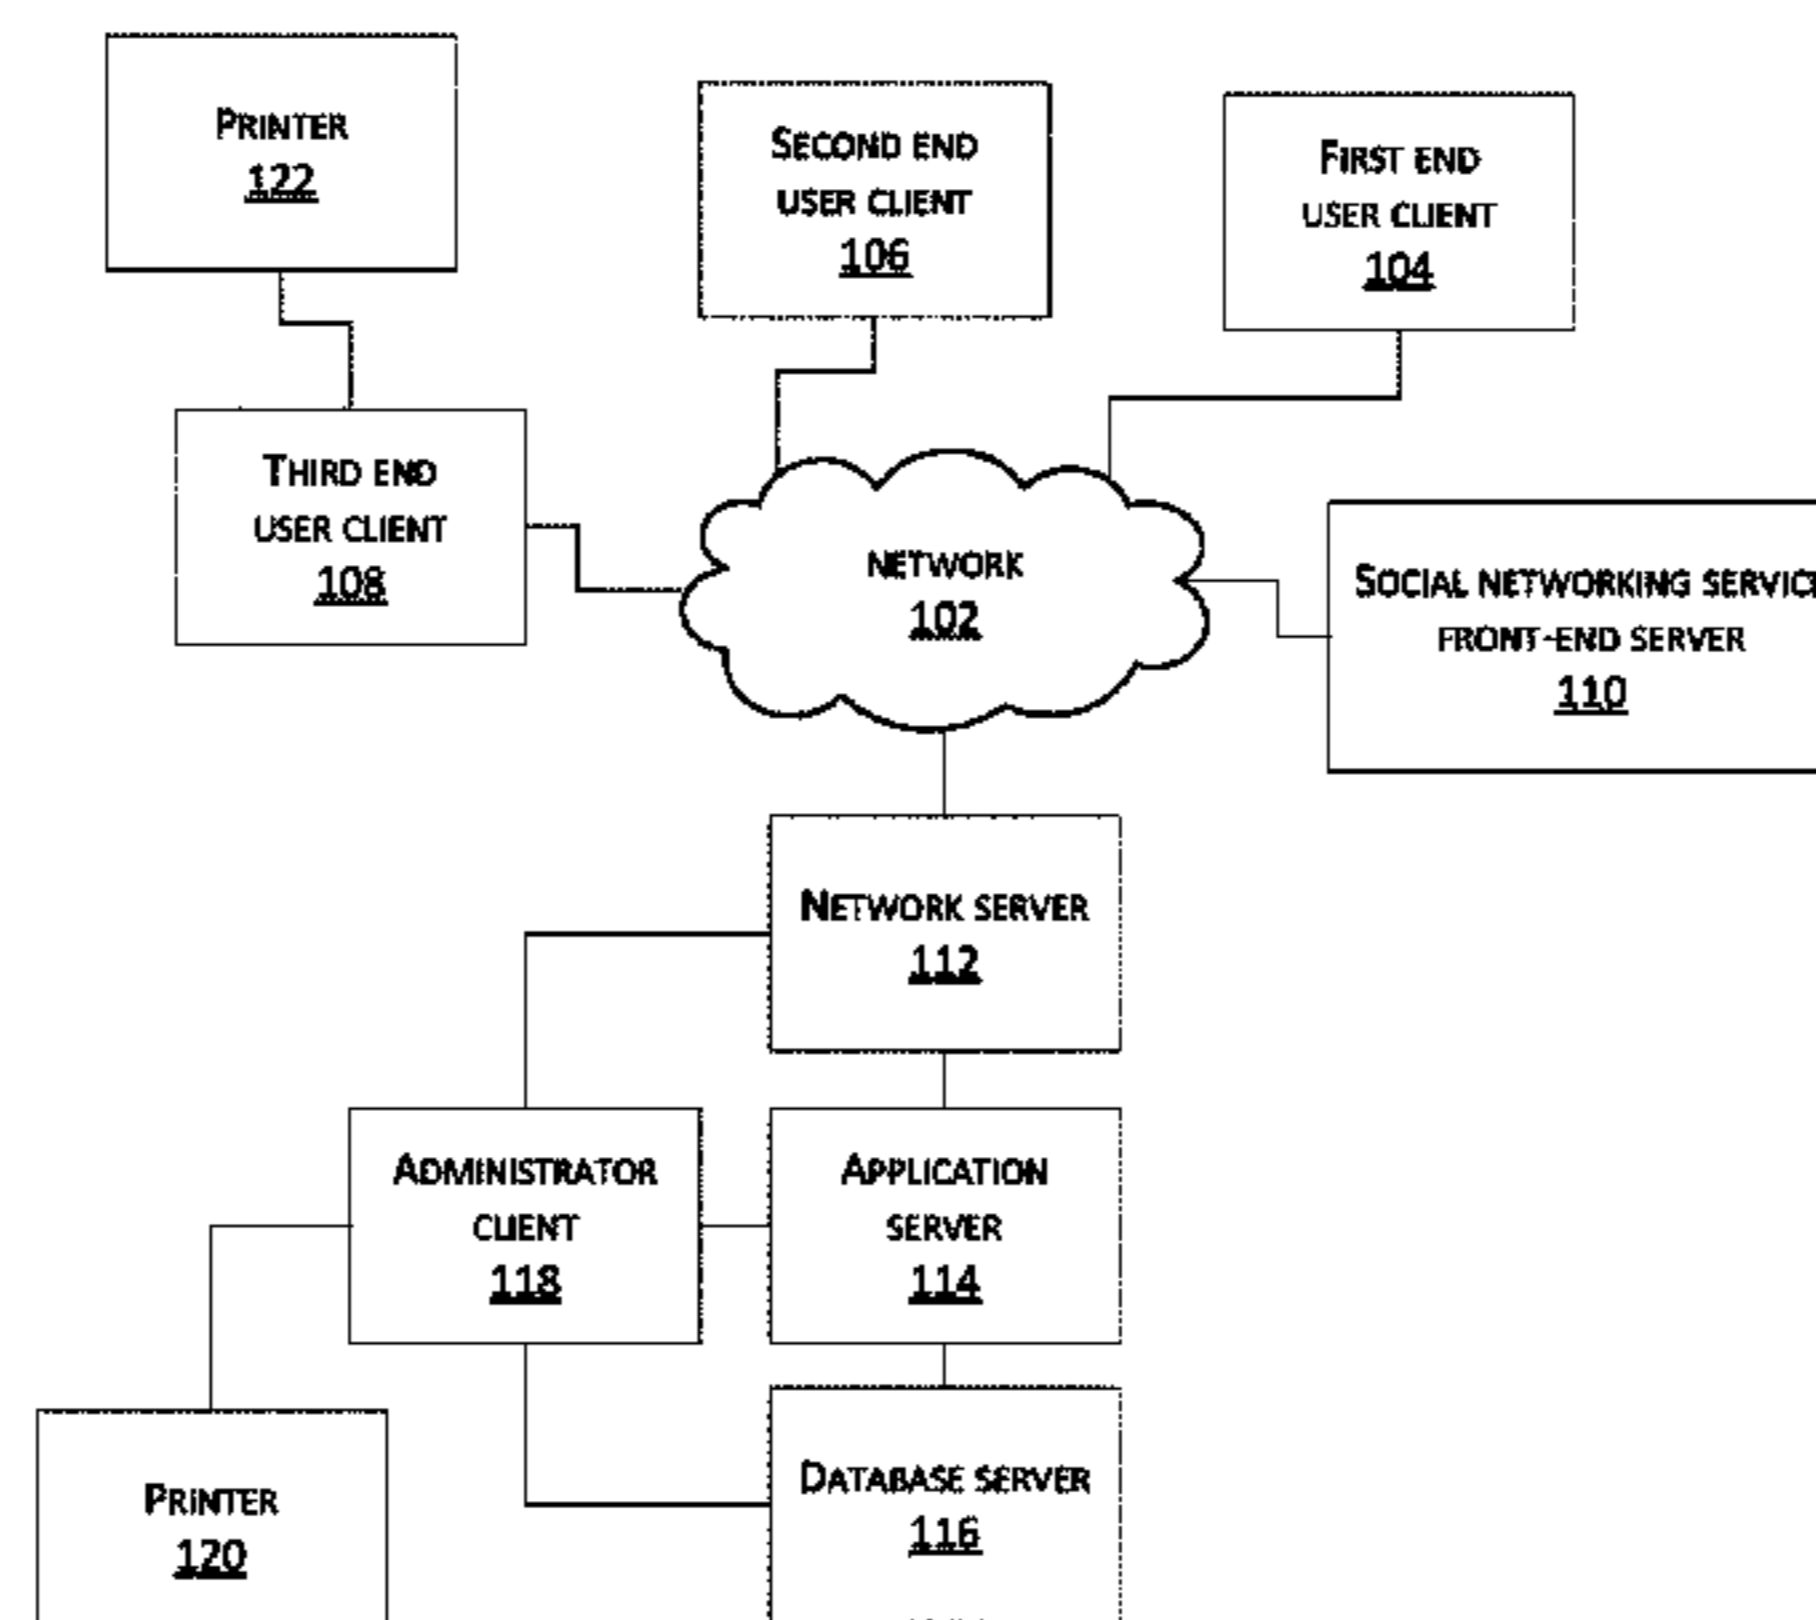 PRINTER
122
SECOND END
USER CLIENT
106
FIRST END
USER CLIENT
104
THIRD END
USER CLIENT
108
NETWORK
102
SOCIAL NETWORKING
FRONT-END SERVER
110
NETWORK SERVER
112
ADMINISTRATOR
CLIENT
118
APPLICATION
SERVER
114
PRINTER
120
DATABASE SERVER
116